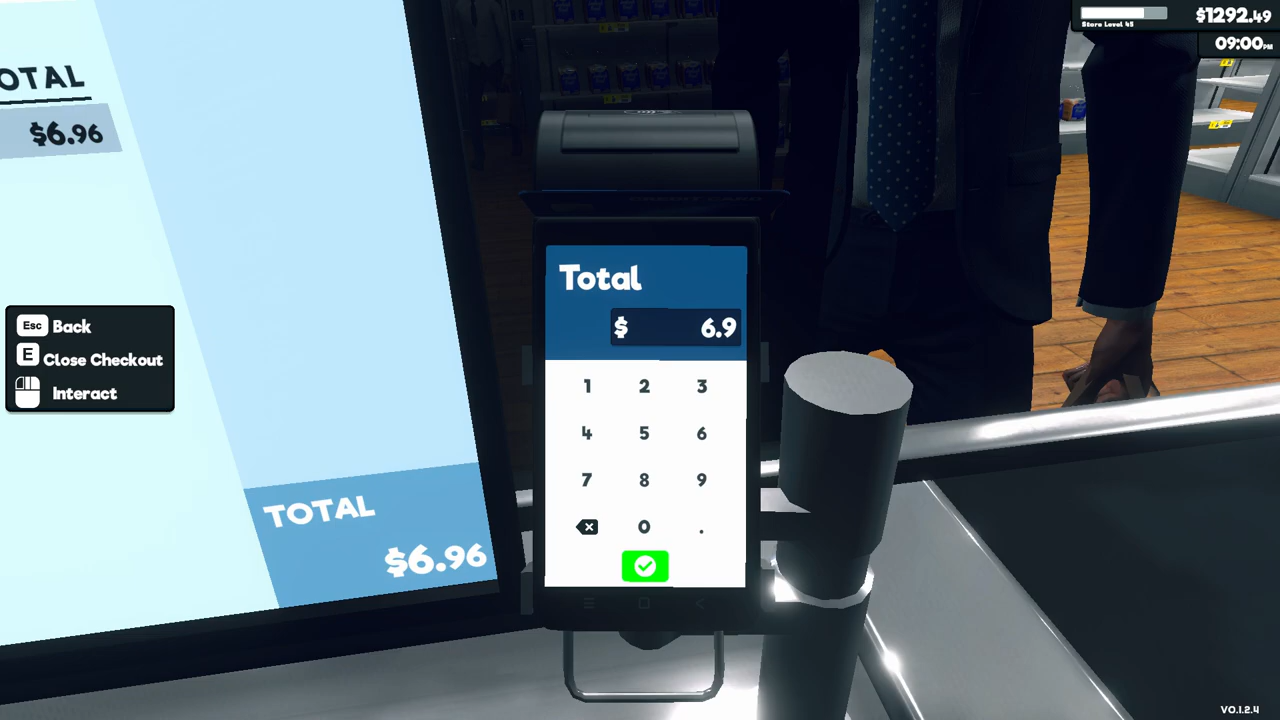 $1292.49
Store Level 45
09:00PM
OTAL
$6.96
Esc Back
E Close Checkout
Interact
Total
$ 6.9
1 2 3
4 5 6
7 8 9
0 .
TOTAL
$6.96
V0.1.2.4